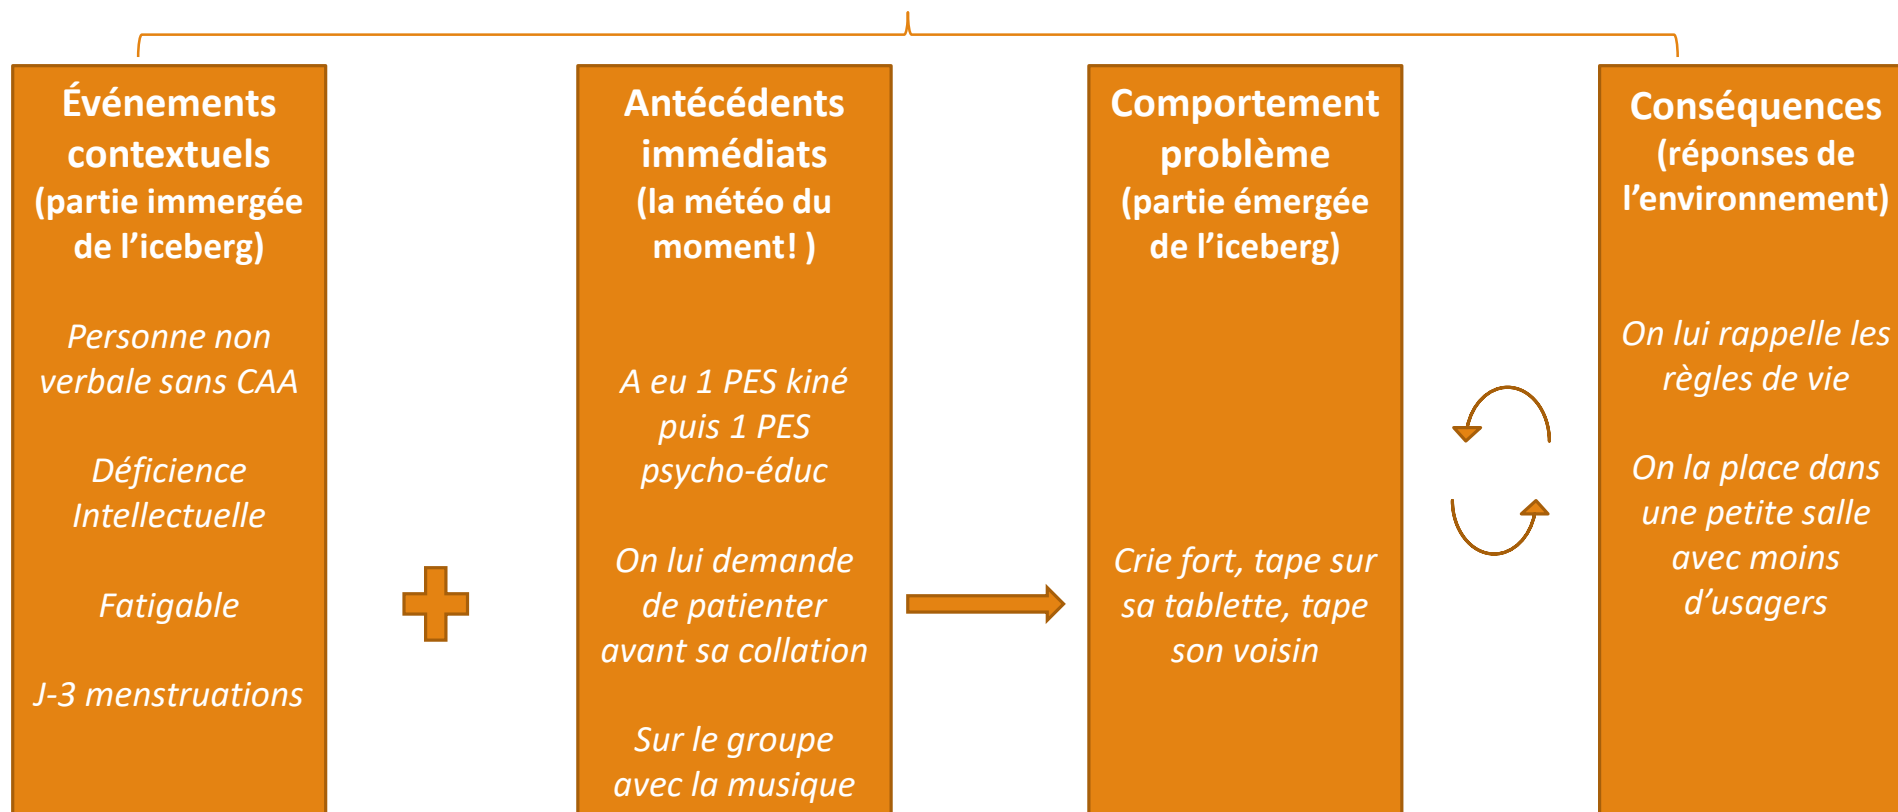 Événements
contextuels
(partie immergée
de l’iceberg)
Personne non
verbale sans CAA
Déficience
Intellectuelle
Fatigable
J-3 menstruations
Antécédents
immédiats
(la météo du
moment! )
A eu 1 PES kiné
puis 1 PES
psycho-éduc
On lui demande
de patienter
avant sa collation
Sur le groupe
avec la musique
Comportement
problème
(partie émergée
de l’iceberg)
Crie fort, tape sur
sa tablette, tape
son voisin
Conséquences
(réponses de
l’environnement)
On lui rappelle les
règles de vie
On la place dans
une petite salle
avec moins
d’usagers